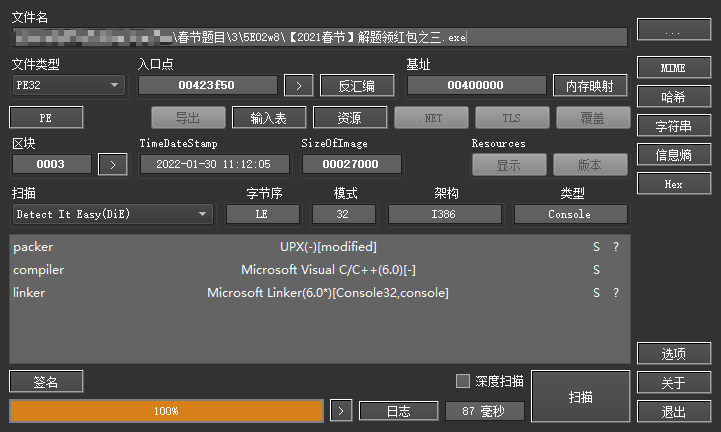 文件名
\春节题目\3\5E02w8\【2021春节】解题领红包之三.exe
...
文件类型 入口点 基址
PE32 00423f50 > 反汇编 00400000 内存映射 MIME
PE 导出 输入表 资源 .NET TLS 覆盖 哈希
区块 TimeDateStamp SizeOfImage Resources 字符串
0003 > 2022-01-30 11:12:05 00027000 显示 版本 信息熵
扫描 字节序 模式 架构 类型 Hex
Detect It Easy(DiE) LE 32 I386 Console
packer UPX(-)[modified] S ?
compiler Microsoft Visual C/C++(6.0)[-] S
linker Microsoft Linker(6.0*)[Console32,console] S ?
选项
签名 深度扫描 扫描 关于
100% > 日志 87 毫秒 退出